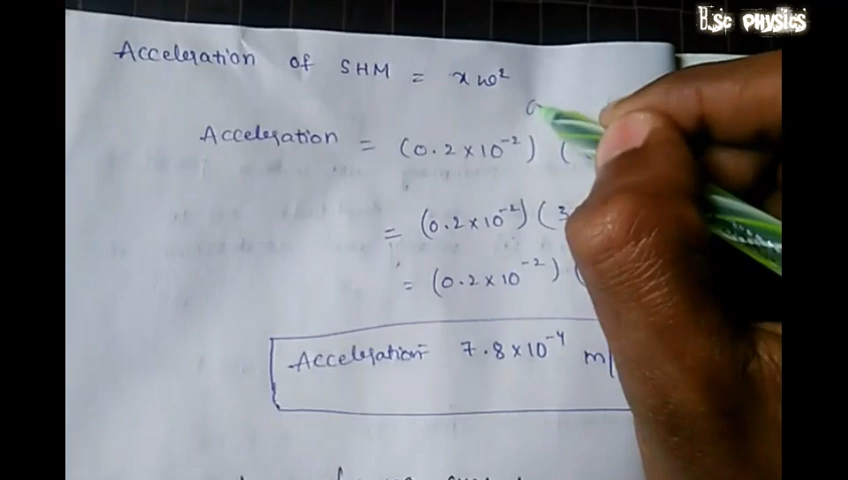 B.sc PHYSICS
Acceleration of SHM = xω²
a
Acceleration = (0.2 × 10⁻²) (
= (0.2 × 10⁻²) (3
= (0.2 × 10⁻²) (
Acceleration = 7.8 × 10⁻⁴ m/